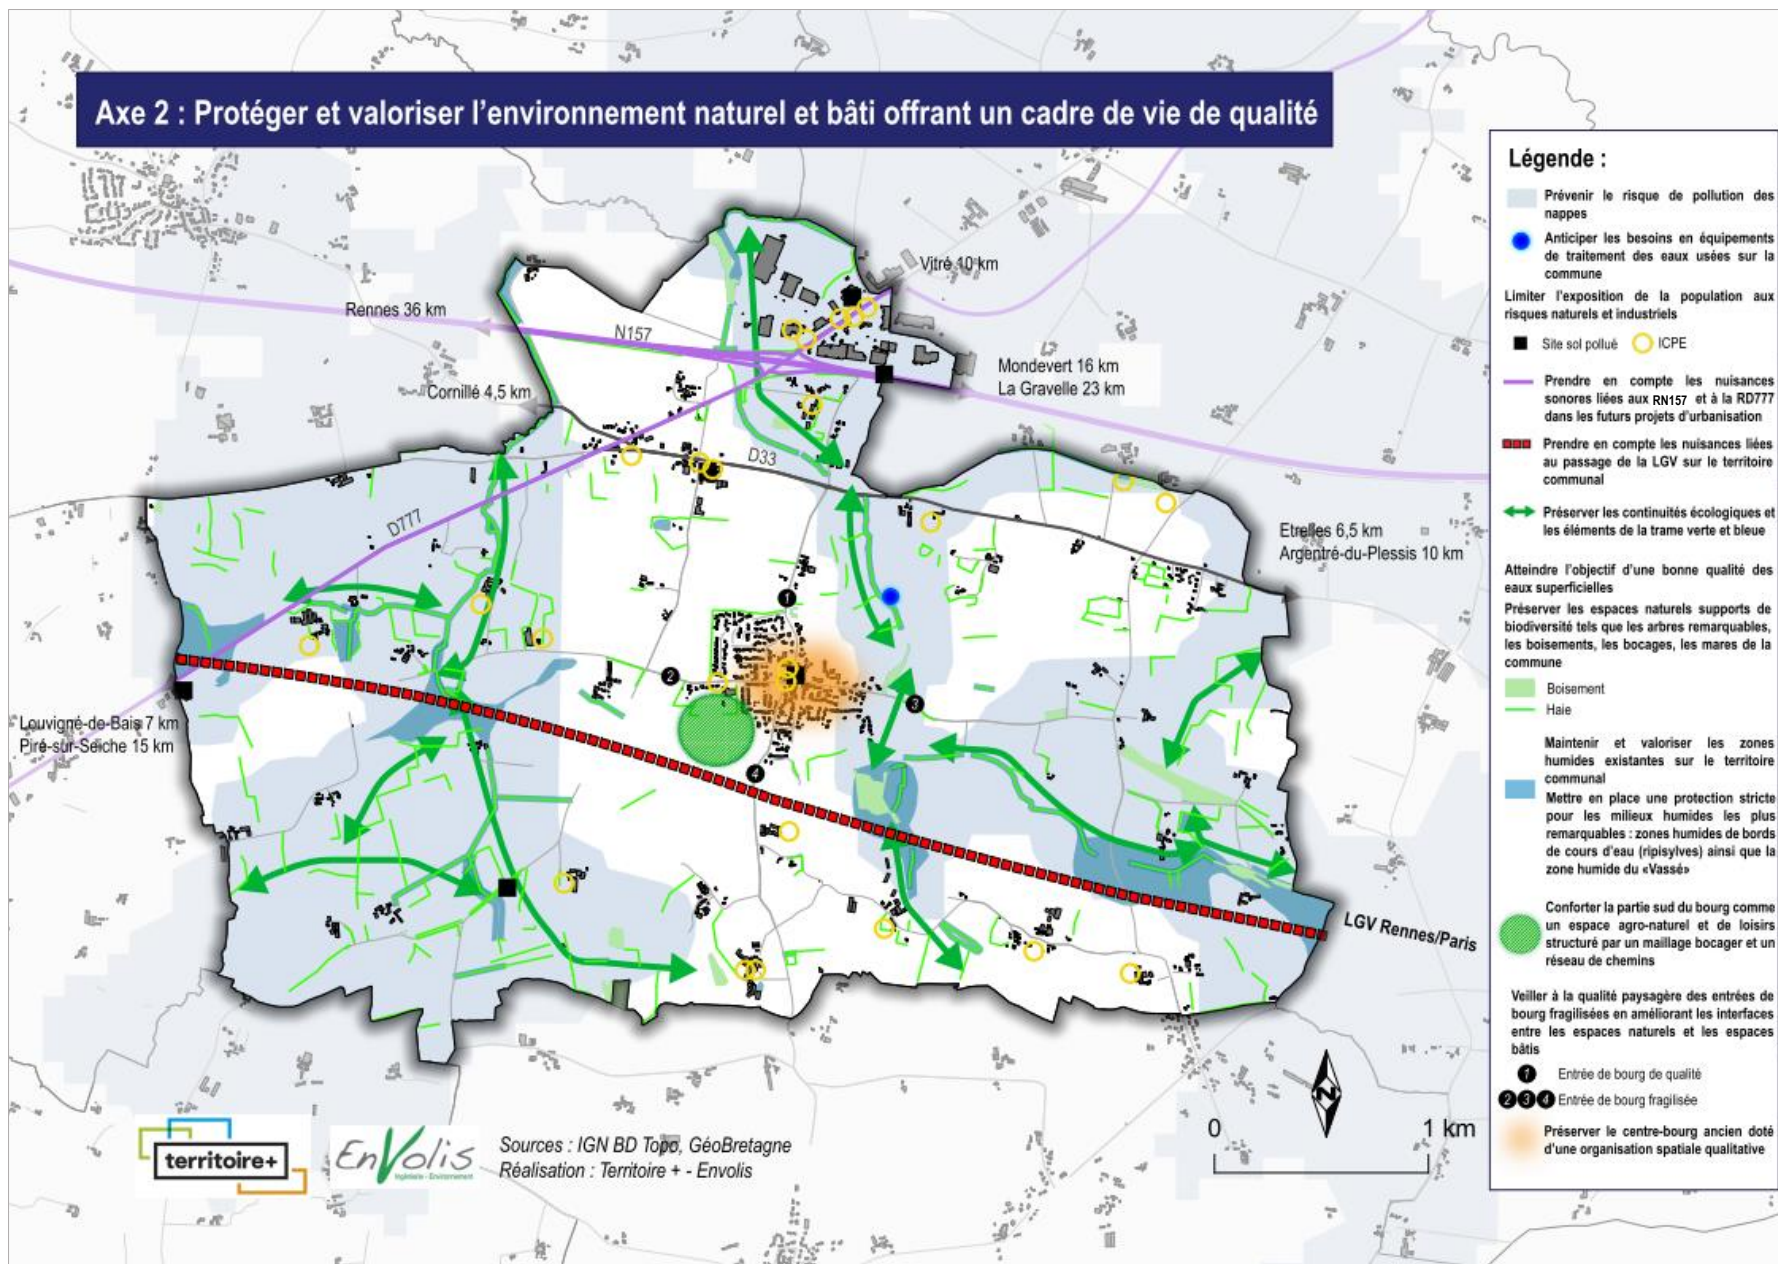 Axe 2 : Protéger et valoriser l'environnement naturel et bâti offrant un cadre de vie de qualité
Vitré 10 km
Rennes 36 km
N157
Mondevert 16 km
La Gravelle 23 km
Cornillé 4,5 km
D33
D777
Etrelles 6,5 km
Argentré-du-Plessis 10 km
1
2
3
4
Louvigné-de-Bais 7 km
Piré-sur-Seiche 15 km
LGV Rennes/Paris
Légende :
Prévenir le risque de pollution des
nappes
Anticiper les besoins en équipements
de traitement des eaux usées sur la
commune
Limiter l'exposition de la population aux
risques naturels et industriels
Site sol pollué
ICPE
Prendre en compte les nuisances
sonores liées aux RN157 et à la RD777
dans les futurs projets d'urbanisation
Prendre en compte les nuisances liées
au passage de la LGV sur le territoire
communal
Préserver les continuités écologiques et
les éléments de la trame verte et bleue
Atteindre l'objectif d'une bonne qualité des
eaux superficielles
Préserver les espaces naturels supports de
biodiversité tels que les arbres remarquables,
les boisements, les bocages, les mares de la
commune
Boisement
Haie
Maintenir et valoriser les zones
humides existantes sur le territoire
communal
Mettre en place une protection stricte
pour les milieux humides les plus
remarquables : zones humides de bords
de cours d'eau (ripisylves) ainsi que la
zone humide du «Vassé»
Conforter la partie sud du bourg comme
un espace agro-naturel et de loisirs
structuré par un maillage bocager et un
réseau de chemins
Veiller à la qualité paysagère des entrées de
bourg fragilisées en améliorant les interfaces
entre les espaces naturels et les espaces
bâtis
1 Entrée de bourg de qualité
2 3 4 Entrée de bourg fragilisée
Préserver le centre-bourg ancien doté
d'une organisation spatiale qualitative
N
0 1 km
territoire+
EnVolis
Ingénierie - Environnement
Sources : IGN BD Topo, GéoBretagne
Réalisation : Territoire + - Envolis